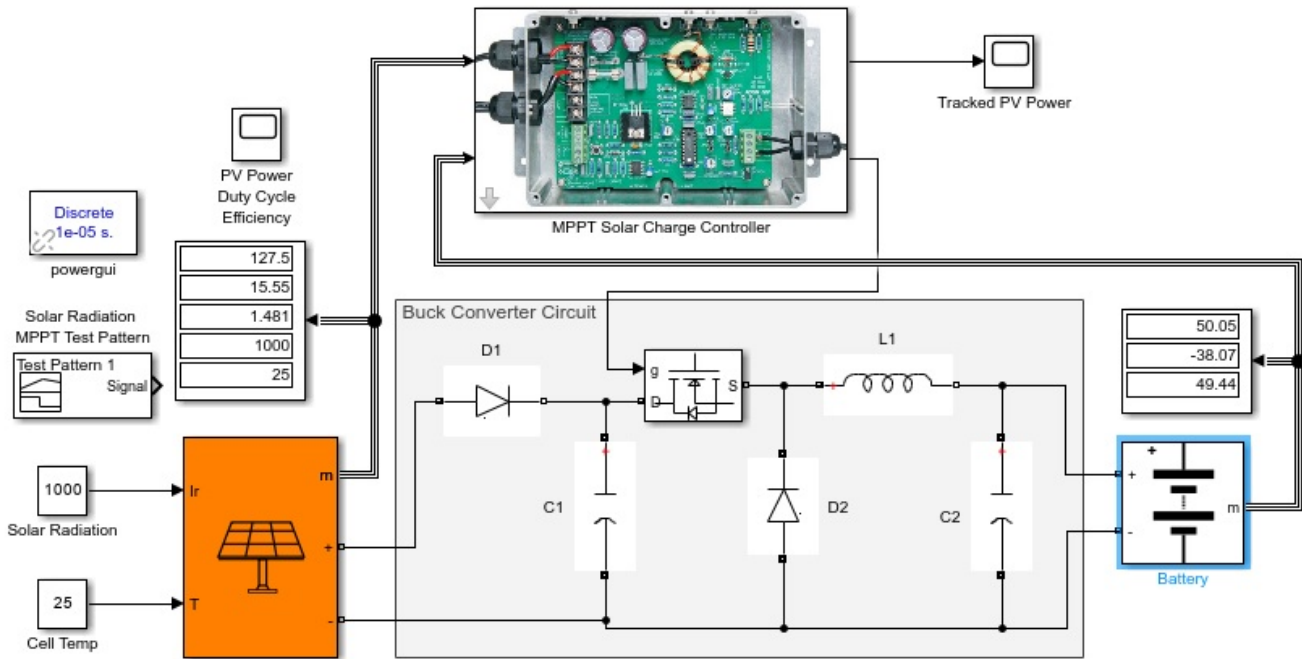 Tracked PV Power
MPPT Solar Charge Controller
PV Power
Duty Cycle
Efficiency
Discrete
1e-05 s.
powergui
127.5
15.55
1.481
1000
25
Solar Radiation
MPPT Test Pattern
Test Pattern 1
Signal
Buck Converter Circuit
D1
g
D
S
L1
C1
D2
C2
50.05
-38.07
49.44
+
+
-
m
Battery
1000
Solar Radiation
25
Cell Temp
Ir
T
m
+
-